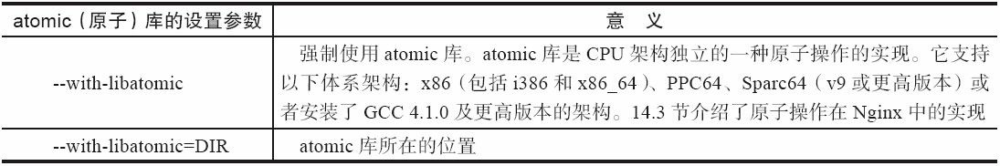 atomic（原子）库的设置参数 意 义
强制使用 atomic 库。atomic 库是 CPU 架构独立的一种原子操作的实现。它支持
--with-libatomic 以下体系架构：x86（包括 i386 和 x86_64）、PPC64、Sparc64（v9 或更高版本）或
者安装了 GCC 4.1.0 及更高版本的架构。14.3 节介绍了原子操作在 Nginx 中的实现
--with-libatomic=DIR atomic 库所在的位置